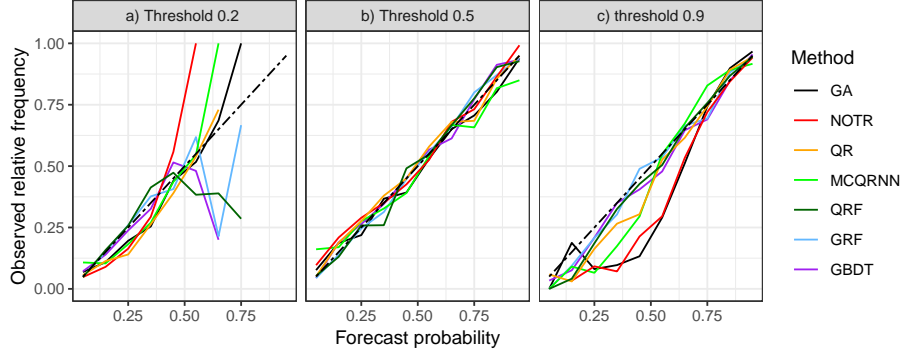 a) Threshold 0.2
b) Threshold 0.5
c) threshold 0.9
Observed relative frequency
1.00
0.75
0.50
0.25
0.00
0.25 0.50 0.75
0.25 0.50 0.75
0.25 0.50 0.75
Forecast probability
Method
GA
NOTR
QR
MCQRNN
QRF
GRF
GBDT